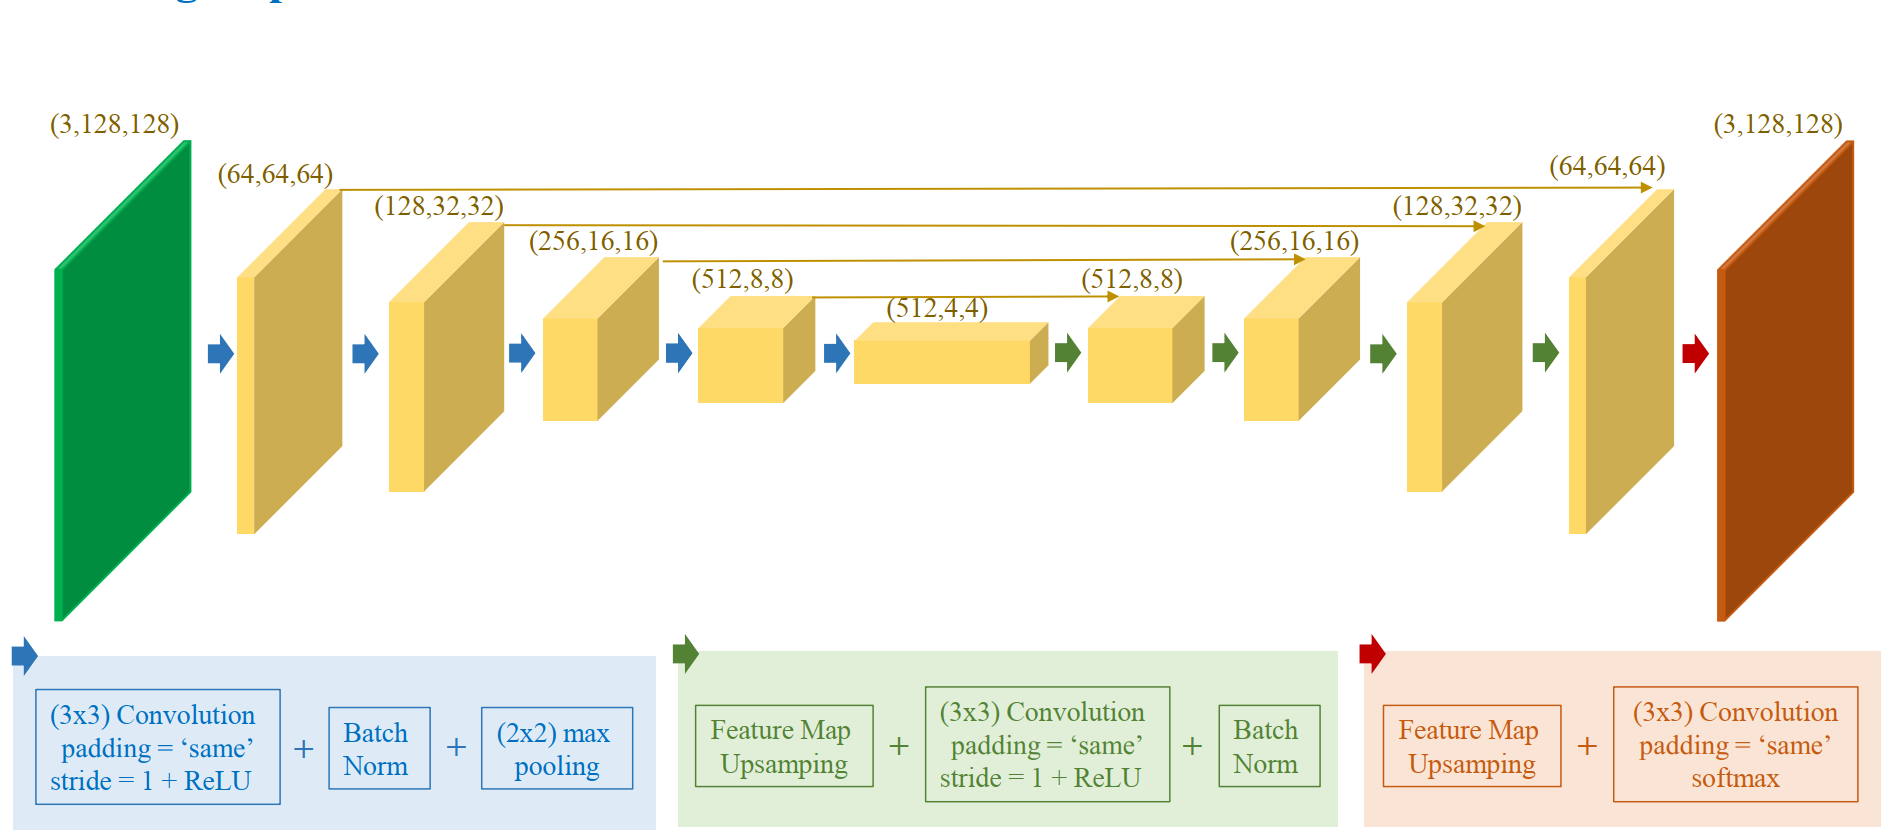 (3,128,128)
(64,64,64)
(128,32,32)
(256,16,16)
(512,8,8)
(512,4,4)
(512,8,8)
(256,16,16)
(128,32,32)
(64,64,64)
(3,128,128)
(3x3) Convolution
padding = ‘same’
stride = 1 + ReLU
+
Batch
Norm
+
(2x2) max
pooling
Feature Map
Upsamping
+
(3x3) Convolution
padding = ‘same’
stride = 1 + ReLU
+
Batch
Norm
Feature Map
Upsamping
+
(3x3) Convolution
padding = ‘same’
softmax